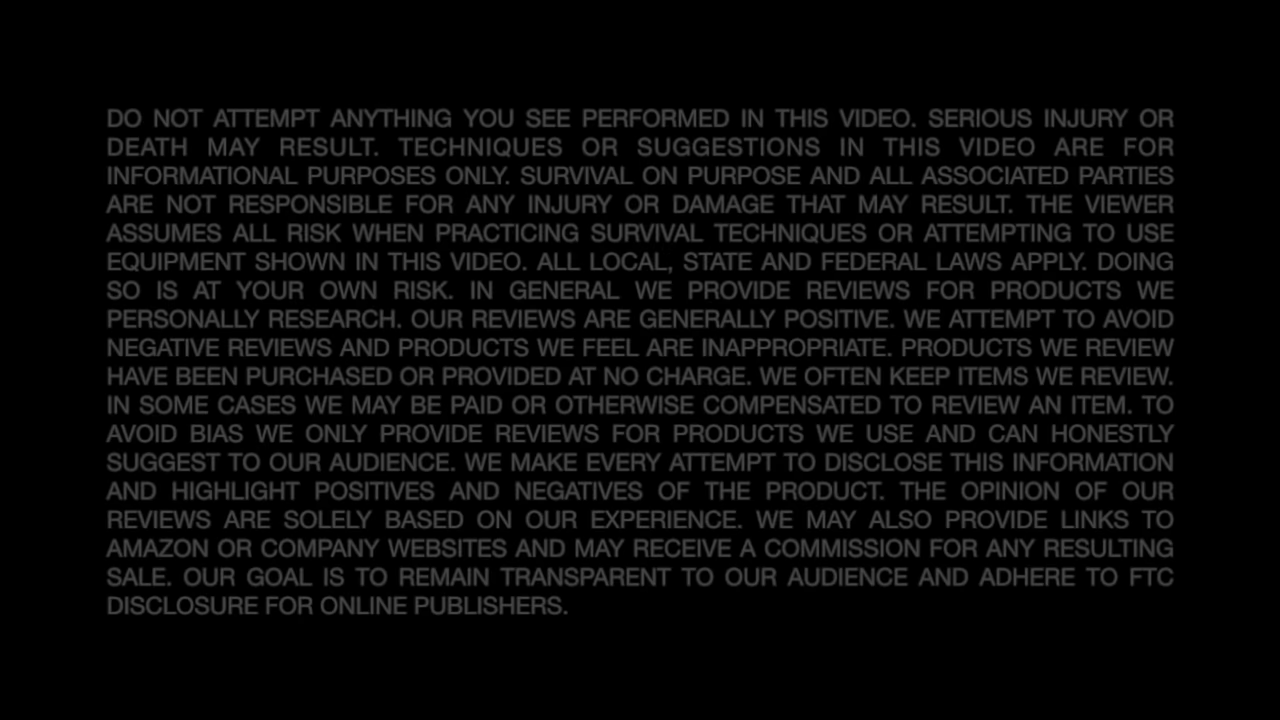 DO NOT ATTEMPT ANYTHING YOU SEE PERFORMED IN THIS VIDEO. SERIOUS INJURY OR
DEATH MAY RESULT. TECHNIQUES OR SUGGESTIONS IN THIS VIDEO ARE FOR
INFORMATIONAL PURPOSES ONLY. SURVIVAL ON PURPOSE AND ALL ASSOCIATED PARTIES
ARE NOT RESPONSIBLE FOR ANY INJURY OR DAMAGE THAT MAY RESULT. THE VIEWER
ASSUMES ALL RISK WHEN PRACTICING SURVIVAL TECHNIQUES OR ATTEMPTING TO USE
EQUIPMENT SHOWN IN THIS VIDEO. ALL LOCAL, STATE AND FEDERAL LAWS APPLY. DOING
SO IS AT YOUR OWN RISK. IN GENERAL WE PROVIDE REVIEWS FOR PRODUCTS WE
PERSONALLY RESEARCH. OUR REVIEWS ARE GENERALLY POSITIVE. WE ATTEMPT TO AVOID
NEGATIVE REVIEWS AND PRODUCTS WE FEEL ARE INAPPROPRIATE. PRODUCTS WE REVIEW
HAVE BEEN PURCHASED OR PROVIDED AT NO CHARGE. WE OFTEN KEEP ITEMS WE REVIEW.
IN SOME CASES WE MAY BE PAID OR OTHERWISE COMPENSATED TO REVIEW AN ITEM. TO
AVOID BIAS WE ONLY PROVIDE REVIEWS FOR PRODUCTS WE USE AND CAN HONESTLY
SUGGEST TO OUR AUDIENCE. WE MAKE EVERY ATTEMPT TO DISCLOSE THIS INFORMATION
AND HIGHLIGHT POSITIVES AND NEGATIVES OF THE PRODUCT. THE OPINION OF OUR
REVIEWS ARE SOLELY BASED ON OUR EXPERIENCE. WE MAY ALSO PROVIDE LINKS TO
AMAZON OR COMPANY WEBSITES AND MAY RECEIVE A COMMISSION FOR ANY RESULTING
SALE. OUR GOAL IS TO REMAIN TRANSPARENT TO OUR AUDIENCE AND ADHERE TO FTC
DISCLOSURE FOR ONLINE PUBLISHERS.